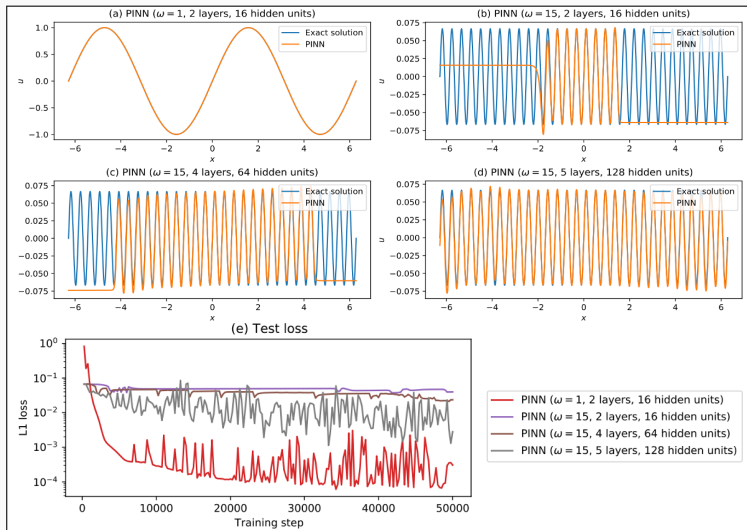 (a) PINN (ω = 1, 2 layers, 16 hidden units)
1.0
0.5
0.0
−0.5
−1.0
u
−6 −4 −2 0 2 4 6
x
Exact solution
PINN
(b) PINN (ω = 15, 2 layers, 16 hidden units)
0.075
0.050
0.025
0.000
−0.025
−0.050
−0.075
u
−6 −4 −2 0 2 4 6
x
Exact solution
PINN
(c) PINN (ω = 15, 4 layers, 64 hidden units)
0.075
0.050
0.025
0.000
−0.025
−0.050
−0.075
u
−6 −4 −2 0 2 4 6
x
Exact solution
PINN
(d) PINN (ω = 15, 5 layers, 128 hidden units)
0.075
0.050
0.025
0.000
−0.025
−0.050
−0.075
u
−6 −4 −2 0 2 4 6
x
Exact solution
PINN
(e) Test loss
10⁰
10⁻¹
10⁻²
10⁻³
10⁻⁴
L1 loss
0 10000 20000 30000 40000 50000
Training step
PINN (ω = 1, 2 layers, 16 hidden units)
PINN (ω = 15, 2 layers, 16 hidden units)
PINN (ω = 15, 4 layers, 64 hidden units)
PINN (ω = 15, 5 layers, 128 hidden units)